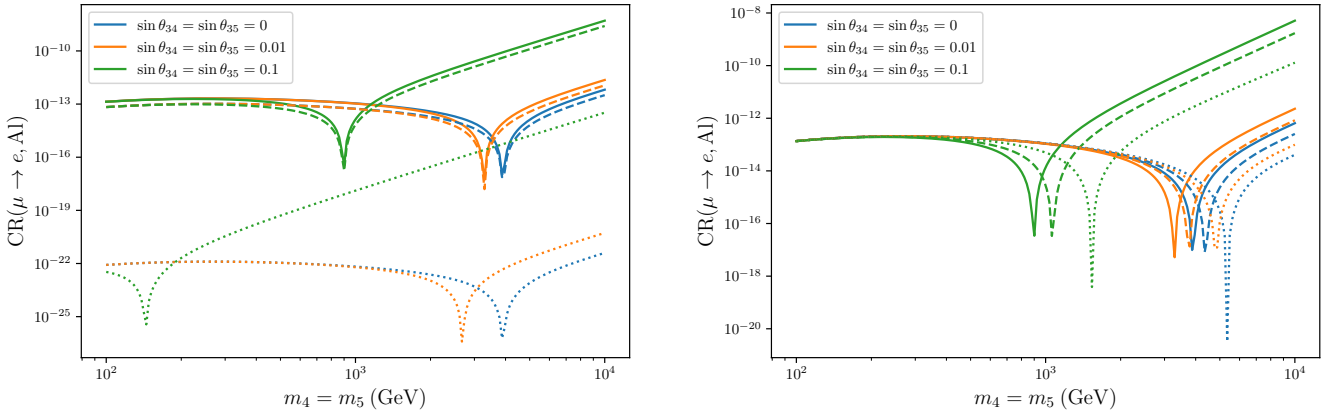 CR(μ → e, Al)
10⁻¹⁰
10⁻¹³
10⁻¹⁶
10⁻¹⁹
10⁻²²
10⁻²⁵
sin θ₃₄ = sin θ₃₅ = 0
sin θ₃₄ = sin θ₃₅ = 0.01
sin θ₃₄ = sin θ₃₅ = 0.1
10²
10³
10⁴
m₄ = m₅ (GeV)
CR(μ → e, Al)
10⁻⁸
10⁻¹⁰
10⁻¹²
10⁻¹⁴
10⁻¹⁶
10⁻¹⁸
10⁻²⁰
sin θ₃₄ = sin θ₃₅ = 0
sin θ₃₄ = sin θ₃₅ = 0.01
sin θ₃₄ = sin θ₃₅ = 0.1
10²
10³
10⁴
m₄ = m₅ (GeV)